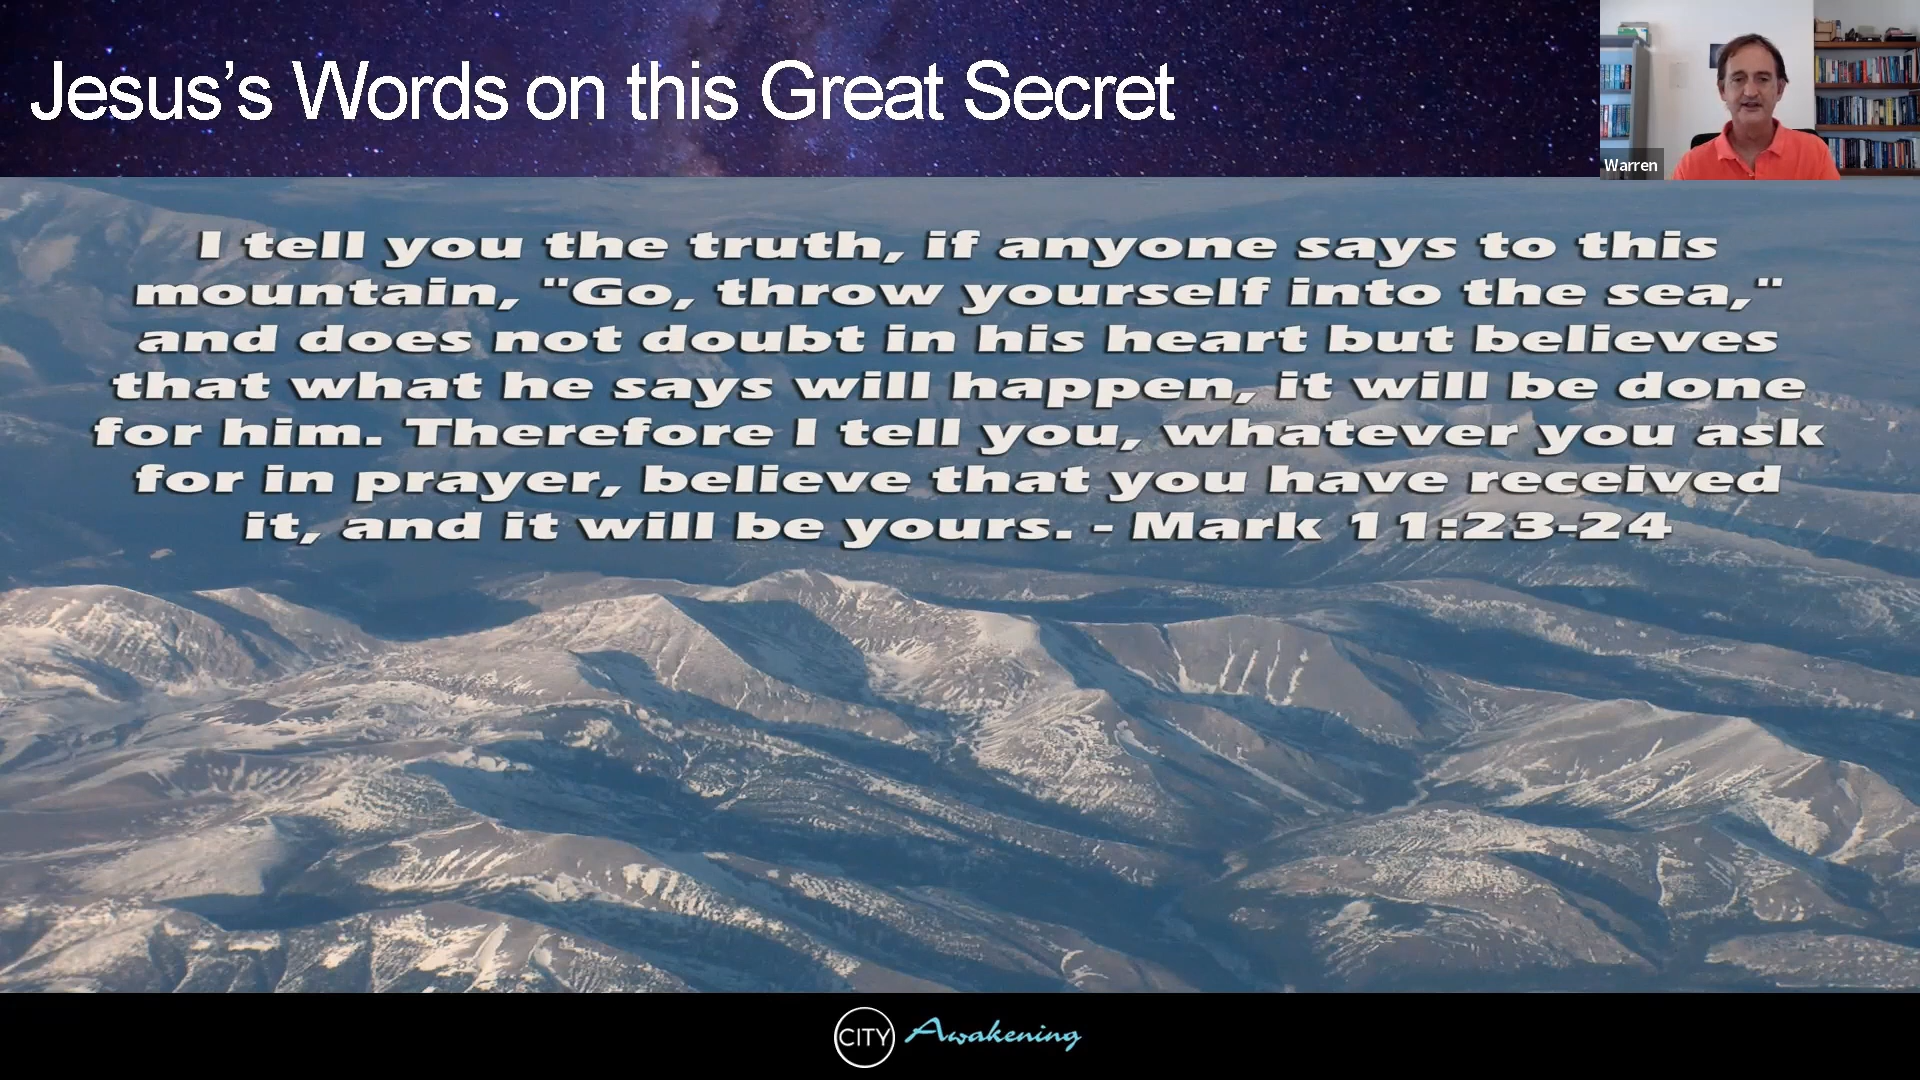 Jesus’s Words on this Great Secret
Warren
I tell you the truth, if anyone says to this
mountain, "Go, throw yourself into the sea,"
and does not doubt in his heart but believes
that what he says will happen, it will be done
for him. Therefore I tell you, whatever you ask
for in prayer, believe that you have received
it, and it will be yours. - Mark 11:23-24
CITY Awakening